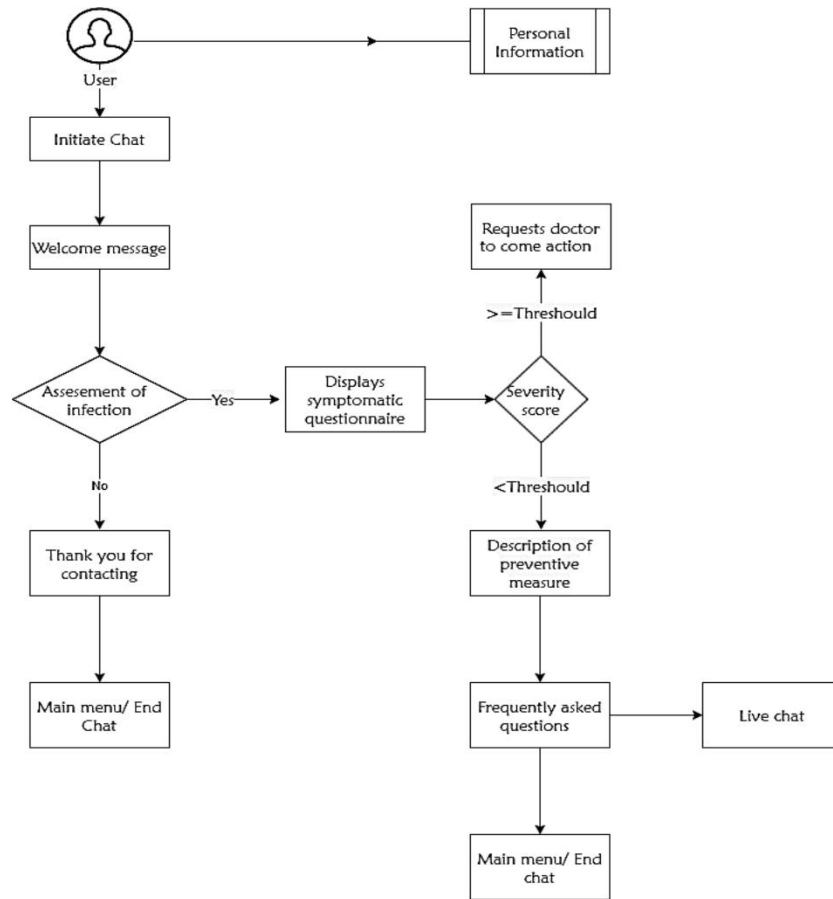 Personal
Information
User
Initiate Chat
Welcome message
Requests doctor
to come action
>=Threshould
Assesement of
infection
Yes
Displays
symptomatic
questionnaire
Severity
score
No
<Threshould
Thank you for
contacting
Description of
preventive
measure
Main menu/ End
Chat
Frequently asked
questions
Live chat
Main menu/ End
chat